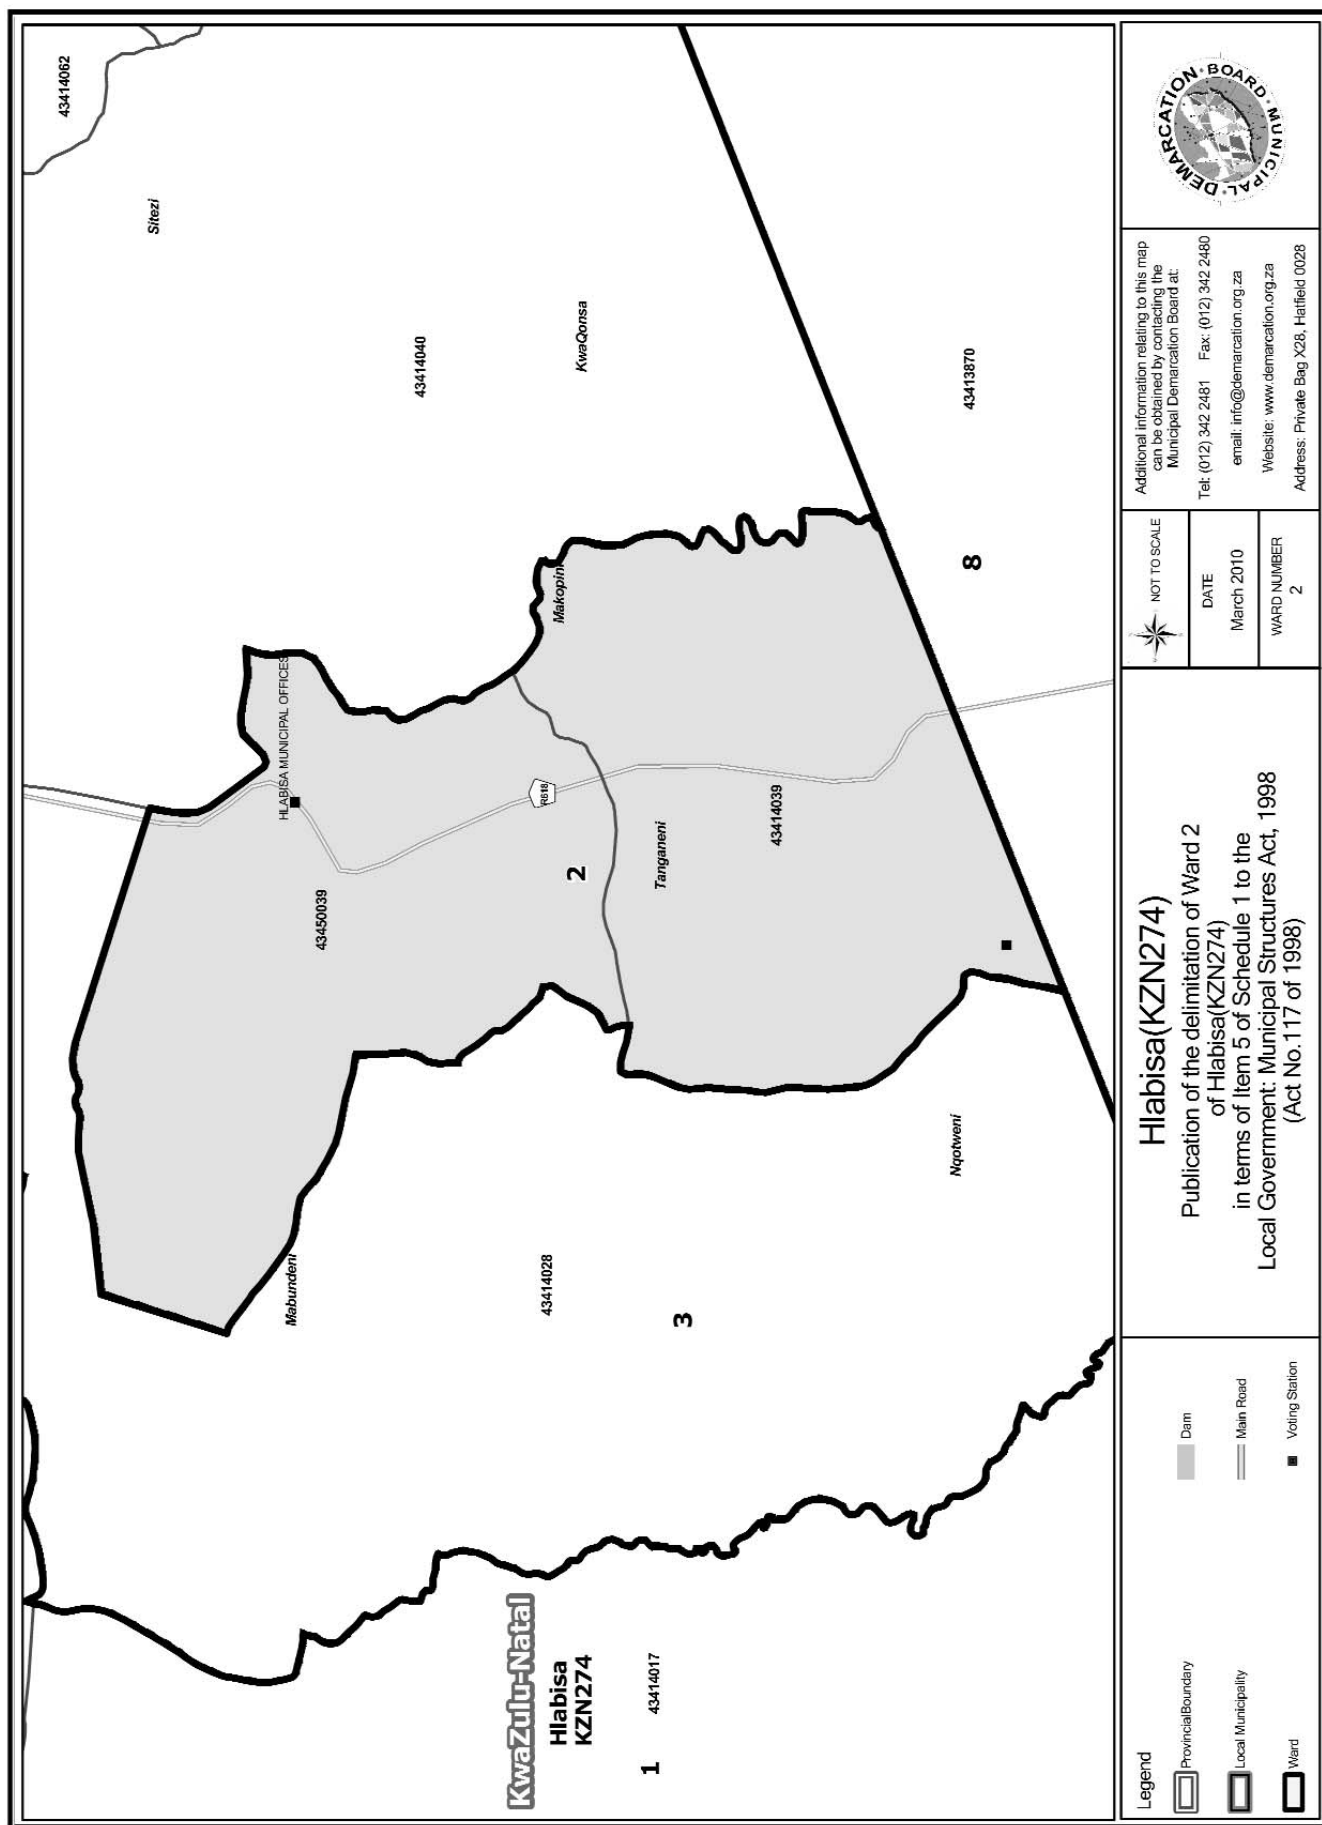 43414062
Sitezi
43414040
KwaQonsa
43413870
8
Makopini
HLABISA MUNICIPAL OFFICES
R618
43450039
2
Tanganeni
43414039
Mabundeni
43414028
3
Nqotweni
KwaZulu-Natal
Hlabisa
KZN274
43414017
1
Legend
ProvincialBoundary
Local Municipality
Ward
Dam
Main Road
Voting Station
Hlabisa(KZN274)
Publication of the delimitation of Ward 2
of Hlabisa(KZN274)
in terms of Item 5 of Schedule 1 to the
Local Government: Municipal Structures Act, 1998
(Act No.117 of 1998)
NOT TO SCALE
DATE
March 2010
WARD NUMBER
2
Additional information relating to this map
can be obtained by contacting the
Municipal Demarcation Board at:
Tel: (012) 342 2481 Fax: (012) 342 2480
email: info@demarcation.org.za
Website: www.demarcation.org.za
Address: Private Bag X28, Hatfield 0028
MUNICIPAL · DEMARCATION · BOARD ·